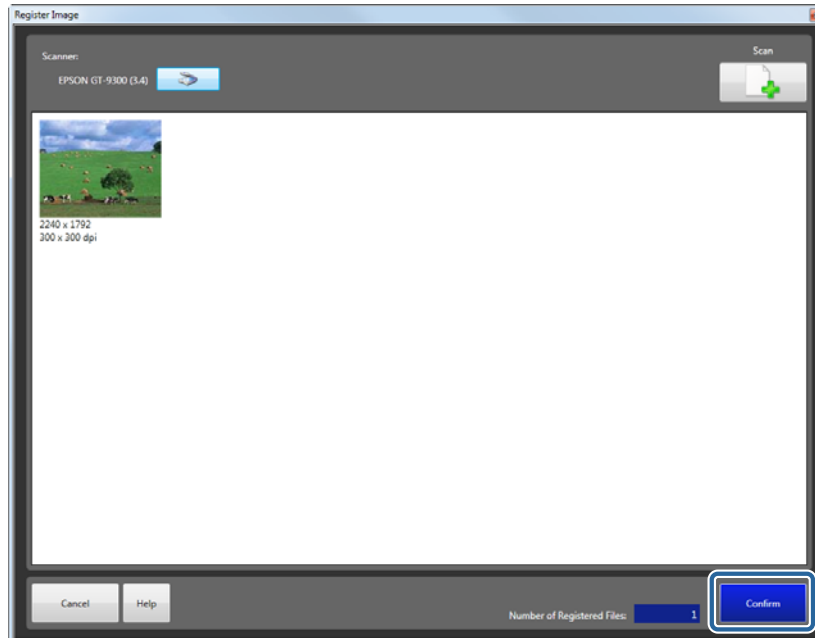 Register Image
Scanner:
EPSON GT-9300 (3.4)
Scan
2240 x 1792
300 x 300 dpi
Cancel
Help
Number of Registered Files:
1
Confirm